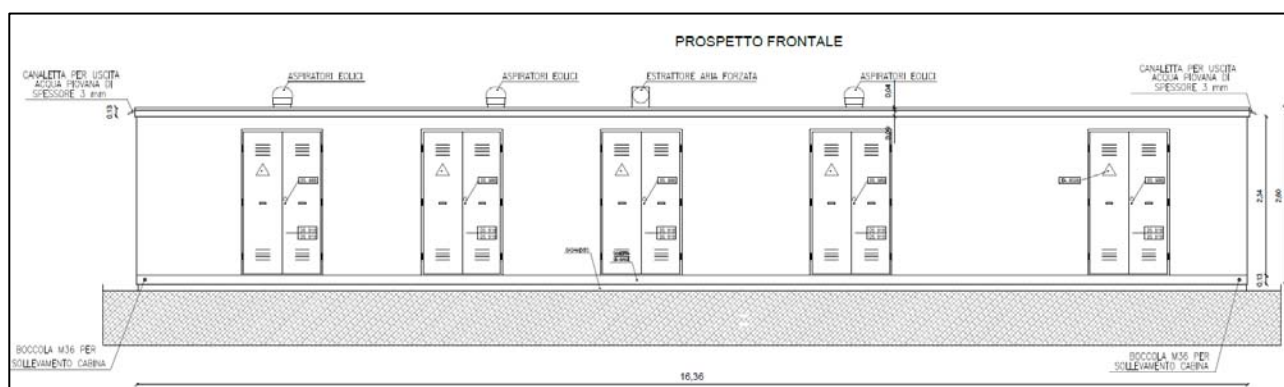 PROSPETTO FRONTALE
CANALETTA PER USCITA
ACQUA PIOVANA DI
SPESSORE 3 mm
ASPIRATORI EOLICI
ASPIRATORI EOLICI
ESTRATTORE ARIA FORZATA
ASPIRATORI EOLICI
CANALETTA PER USCITA
ACQUA PIOVANA DI
SPESSORE 3 mm
0,13
0,04
0,09
2,34
2,60
0,13
BOCCOLA M36 PER
SOLLEVAMENTO CABINA
BOCCOLA M36 PER
SOLLEVAMENTO CABINA
16,36